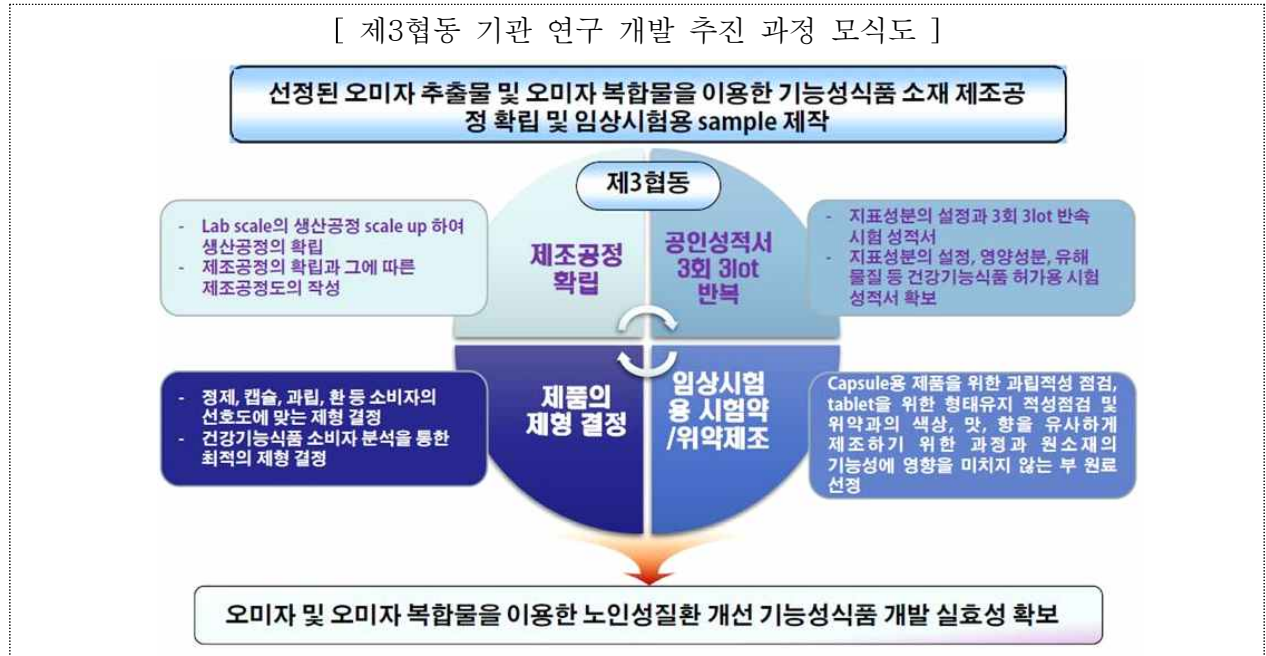 [ 제3협동 기관 연구 개발 추진 과정 모식도 ]
선정된 오미자 추출물 및 오미자 복합물을 이용한 기능성식품 소재 제조공
정 확립 및 임상시험용 sample 제작
제3협동
- Lab scale의 생산공정 scale up 하여
생산공정의 확립
- 제조공정의 확립과 그에 따른
제조공정도의 작성
제조공정
확립
공인성적서
3회 3lot
반복
- 지표성분의 설정과 3회 3lot 반속
시험 성적서
- 지표성분의 설정, 영양성분, 유해
물질 등 건강기능식품 허가용 시험
성적서 확보
- 정제, 캡슐, 과립, 환 등 소비자의
선호도에 맞는 제형 결정
- 건강기능식품 소비자 분석을 통한
최적의 제형 결정
제품의
제형 결정
임상시험
용 시험약
/위약제조
Capsule용 제품을 위한 과립적성 점검,
tablet을 위한 형태유지 적성점검 및
위약과의 색상, 맛, 향을 유사하게
제조하기 위한 과정과 원소재의
기능성에 영향을 미치지 않는 부 원료
선정
오미자 및 오미자 복합물을 이용한 노인성질환 개선 기능성식품 개발 실효성 확보